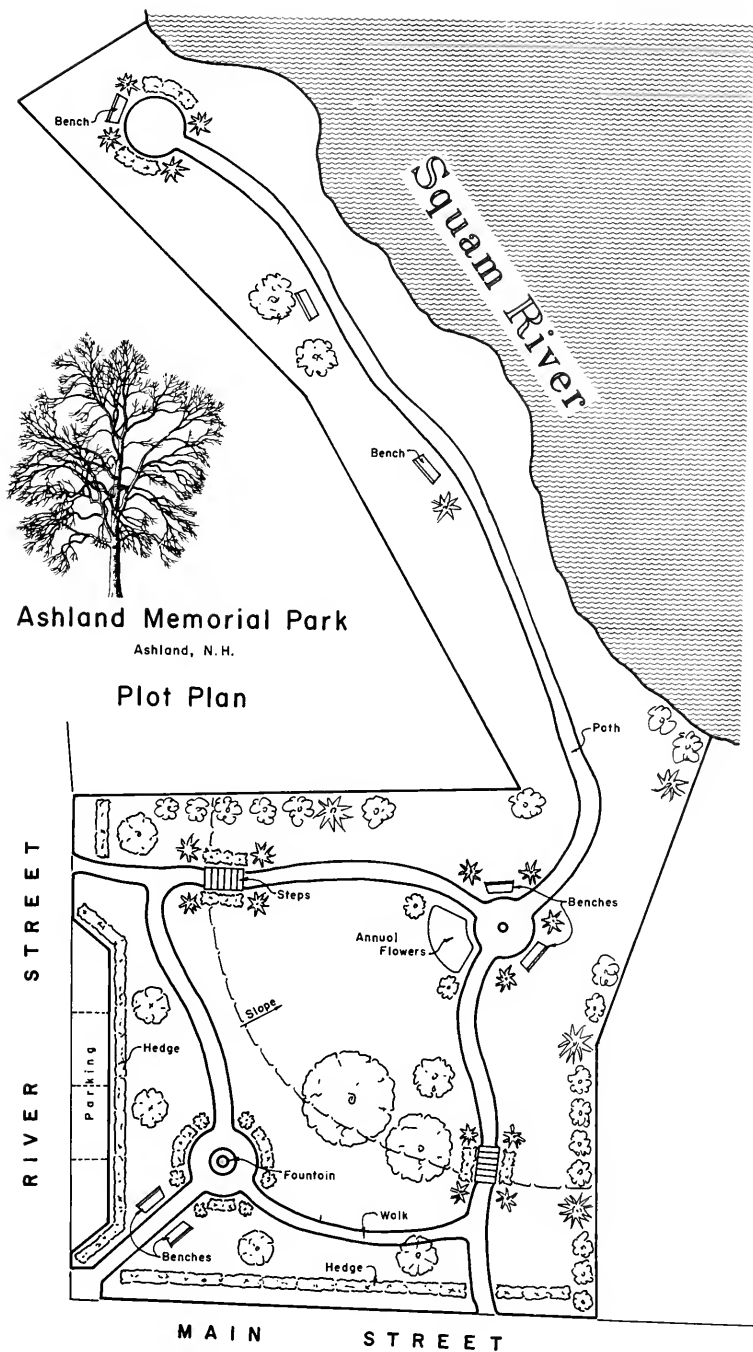 Bench
Squam River
Bench
Ashland Memorial Park
Ashland, N.H.
Plot Plan
Path
Steps
Benches
Annual
Flowers
Slope
Hedge
Parking
RIVER STREET
Fountain
Walk
Benches
Hedge
MAIN STREET